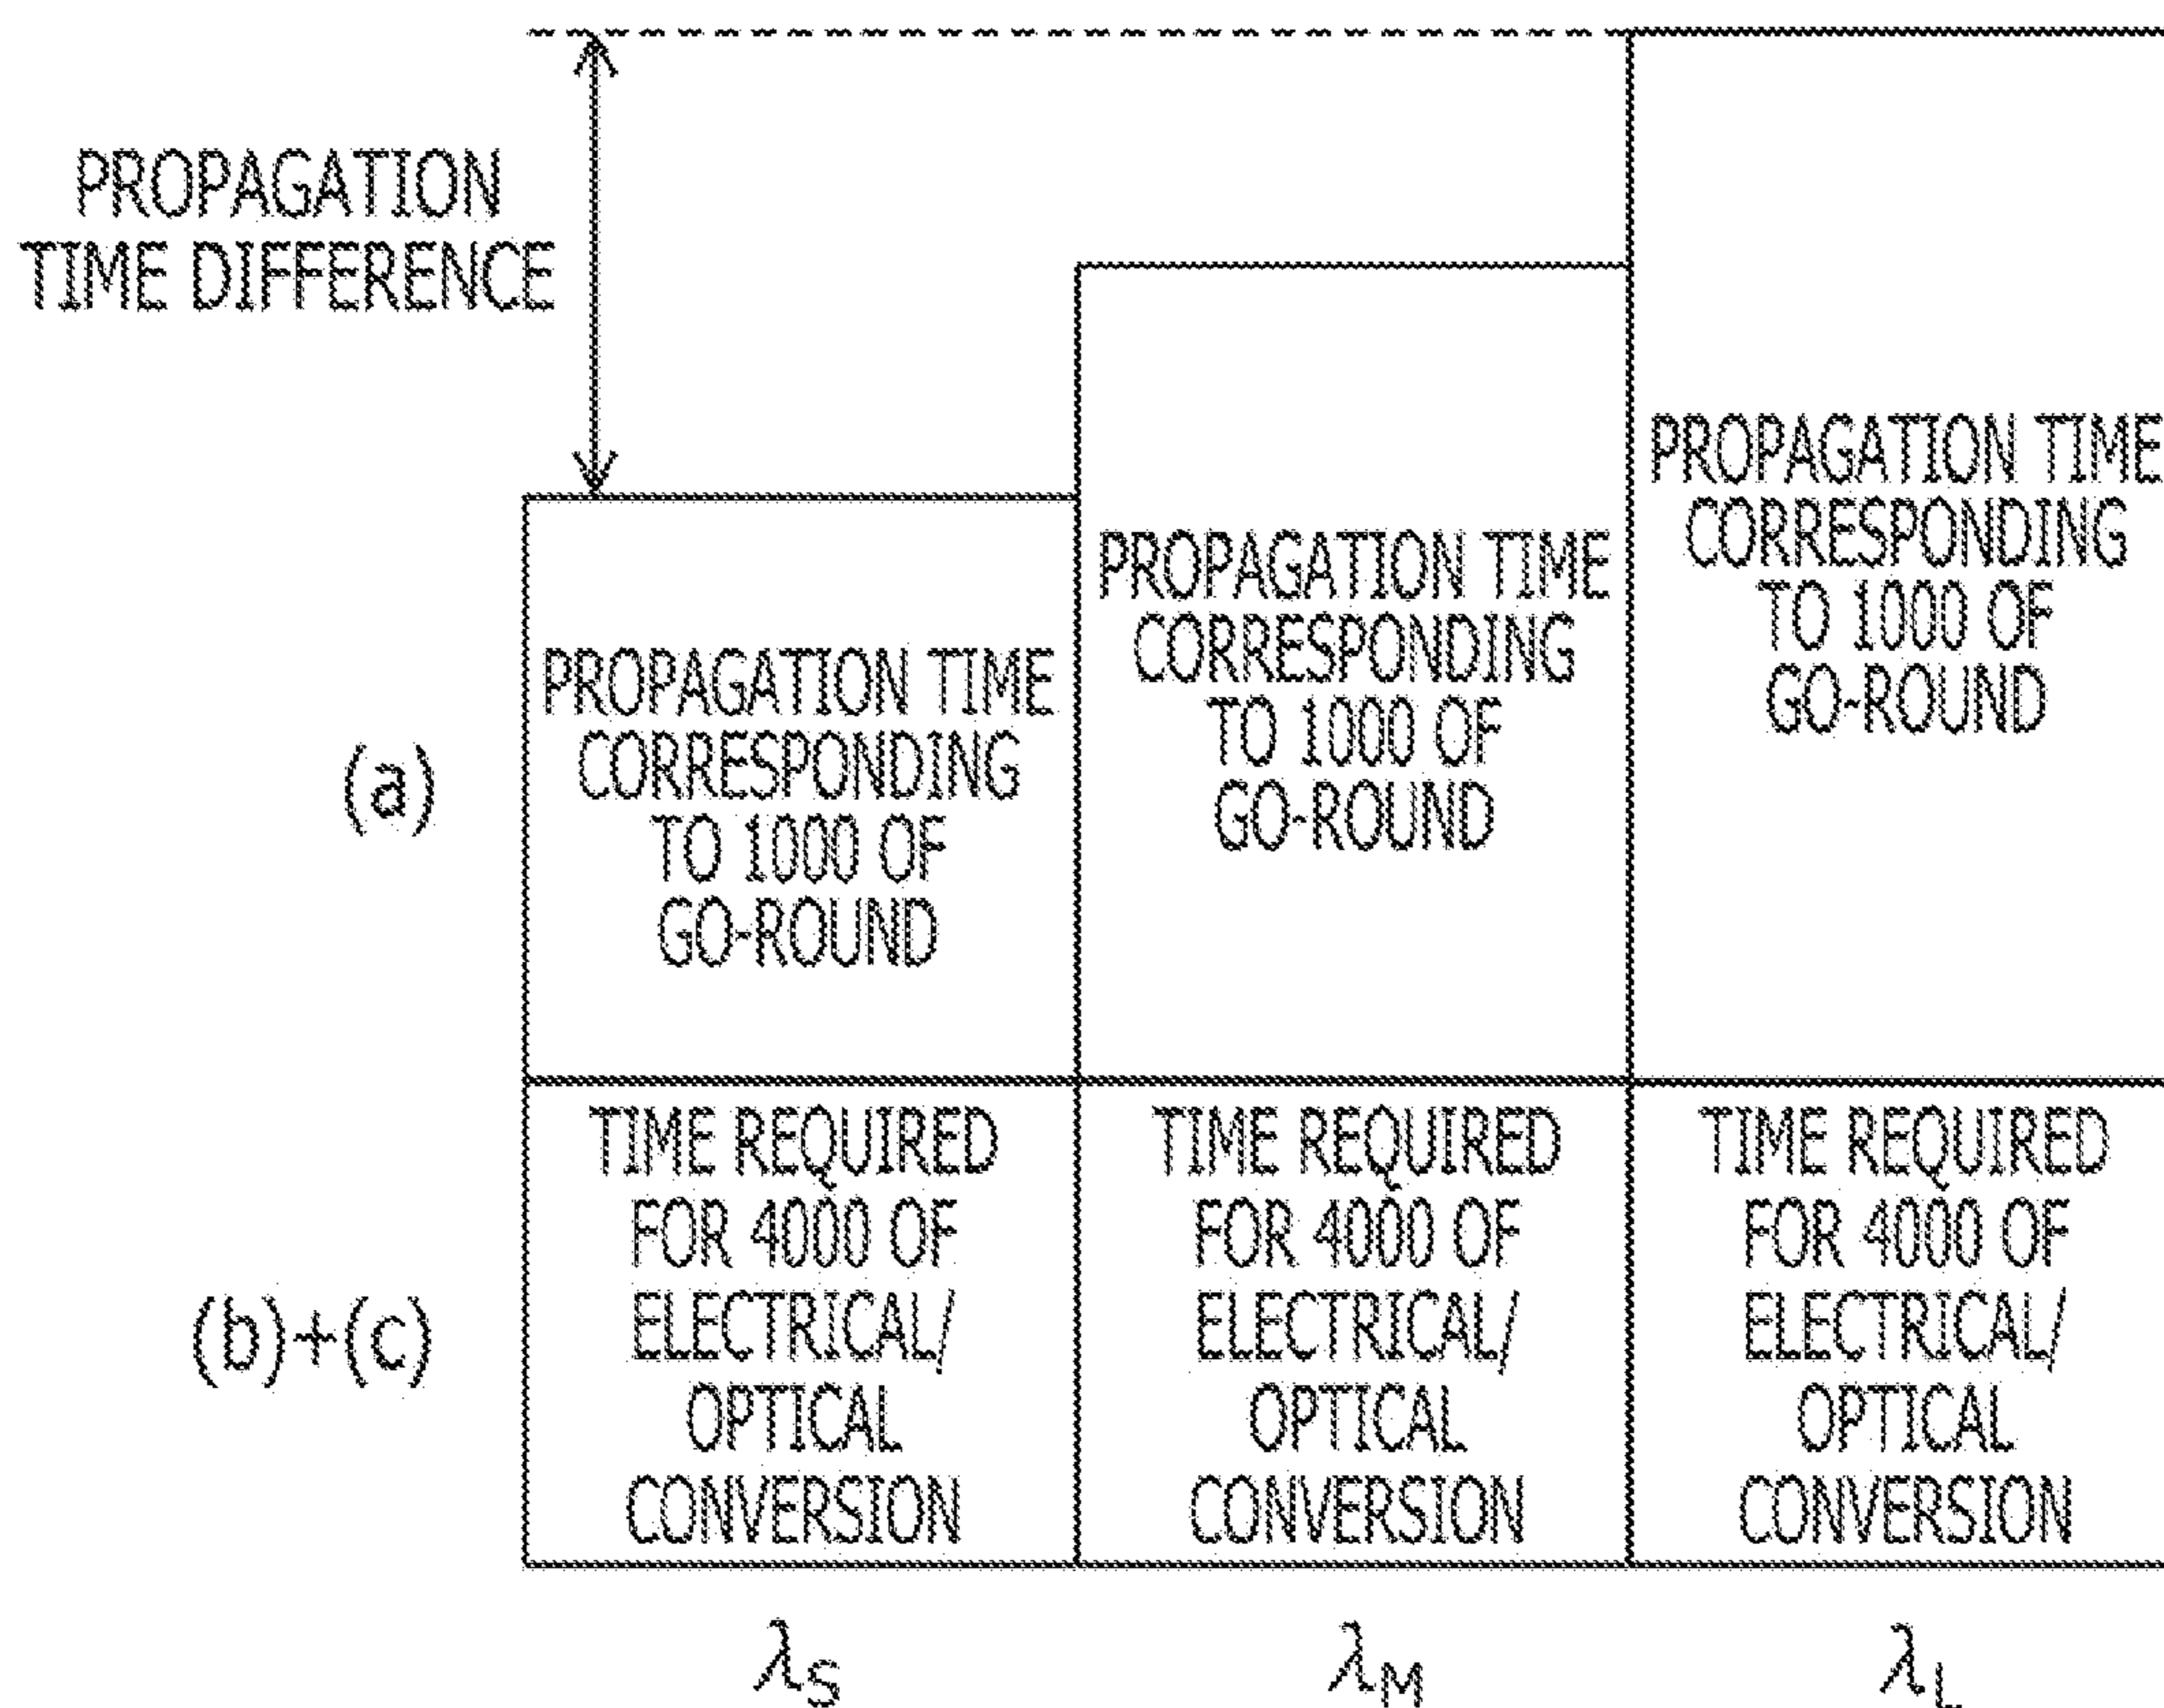 PROPAGATION
TIME DIFFERENCE
(a)
PROPAGATION TIME
CORRESPONDING
TO 1000 OF
GO-ROUND
PROPAGATION TIME
CORRESPONDING
TO 1000 OF
GO-ROUND
PROPAGATION TIME
CORRESPONDING
TO 1000 OF
GO-ROUND
(b)+(c)
TIME REQUIRED
FOR 4000 OF
ELECTRICAL/
OPTICAL
CONVERSION
TIME REQUIRED
FOR 4000 OF
ELECTRICAL/
OPTICAL
CONVERSION
TIME REQUIRED
FOR 4000 OF
ELECTRICAL/
OPTICAL
CONVERSION
λS
λM
λL